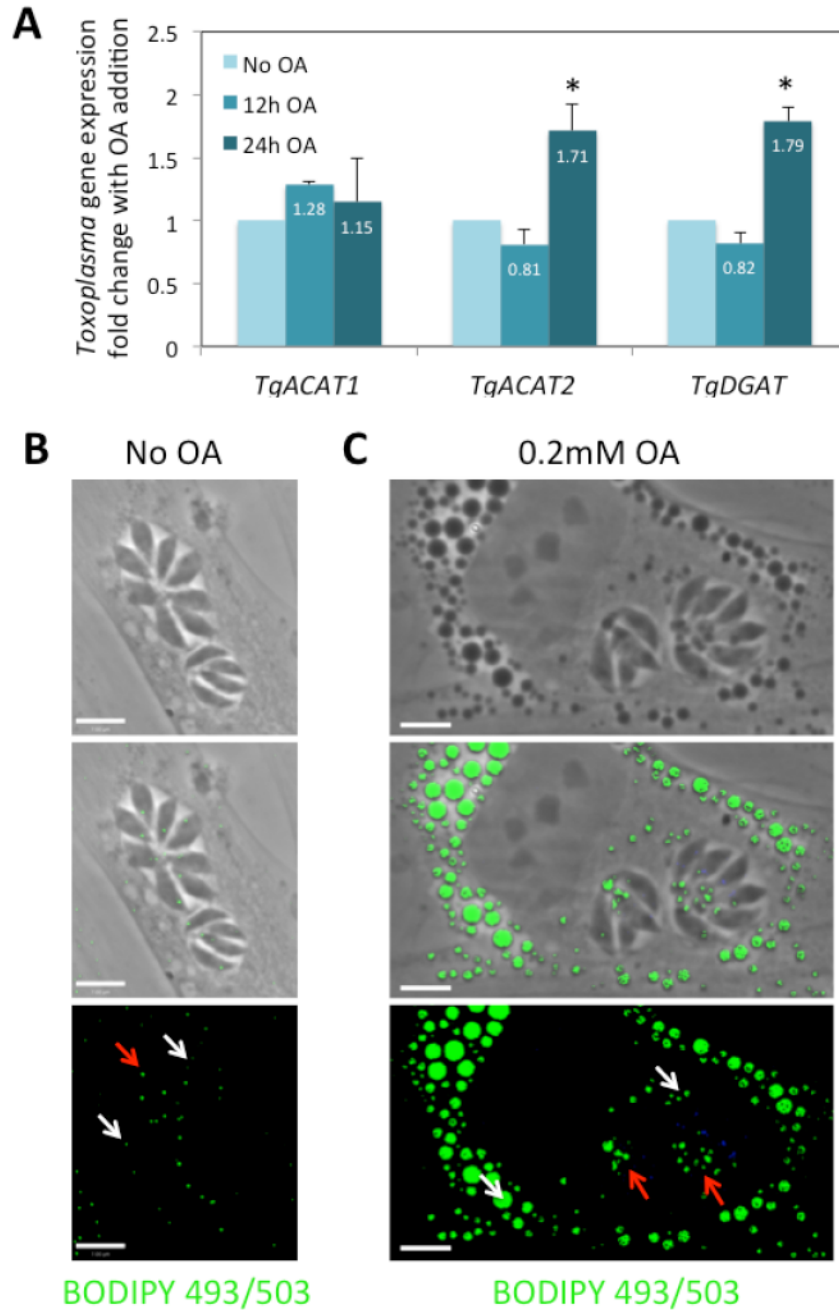 A
Toxoplasma gene expression
fold change with OA addition
2.5
2
1.5
1
0.5
0
No OA
12h OA
24h OA
*
*
1.28
1.15
0.81
1.71
0.82
1.79
TgACAT1
TgACAT2
TgDGAT
B
No OA
C
0.2mM OA
BODIPY 493/503
BODIPY 493/503